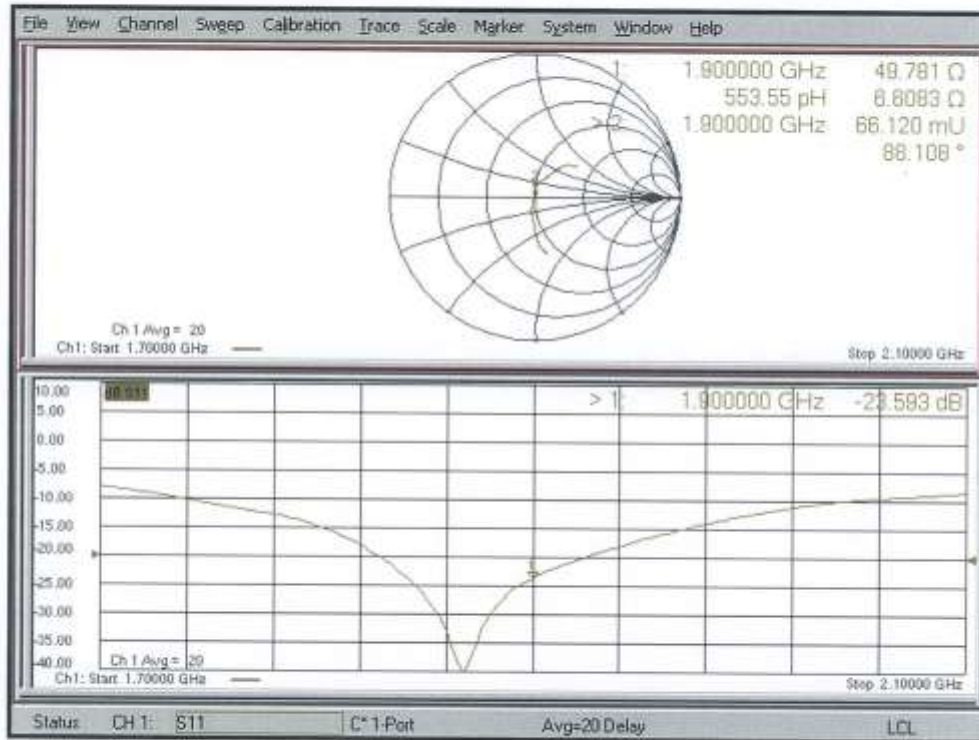 File View Channel Sweep Calibration Trace Scale Marker System Window Help
1: 1.900000 GHz 49.781 Ω
553.55 pH 6.6083 Ω
> 2: 1.900000 GHz 66.120 mU
88.108 °
Ch 1 Avg = 20
Ch1: Start 1.70000 GHz
Stop 2.10000 GHz
10.00
5.00
0.00
-5.00
-10.00
-15.00
-20.00
-25.00
-30.00
-35.00
-40.00
> 1: 1.900000 GHz -23.593 dB
1
Ch 1 Avg = 20
Ch1: Start 1.70000 GHz
Stop 2.10000 GHz
Status CH 1: S11 C* 1-Port Avg=20 Delay LCL